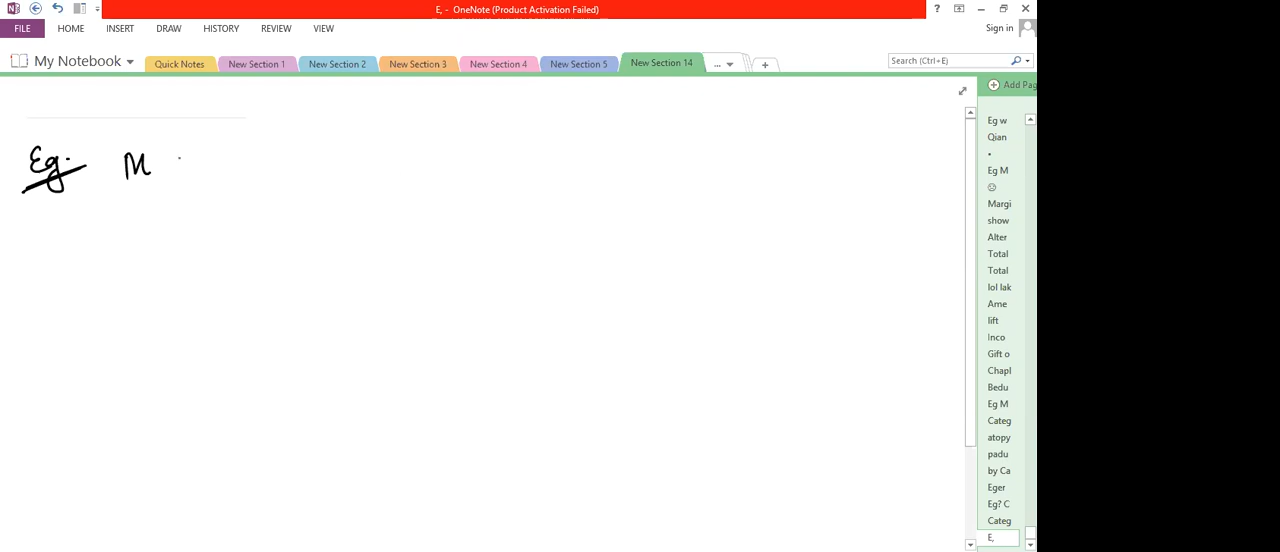 E, - OneNote (Product Activation Failed)
?
Sign in
FILE HOME INSERT DRAW HISTORY REVIEW VIEW
My Notebook Quick Notes New Section 1 New Section 2 New Section 3 New Section 4 New Section 5 New Section 14 ... + Search (Ctrl+E)
Add Pag
Eg. M
Eg w
Qian
Eg M
☹
Margi
show
Alter
Total
Total
lol lak
Ame
lift
Inco
Gift o
Chapl
Bedu
Eg M
Categ
atopy
padu
by Ca
Eger
Eg? C
Categ
E,